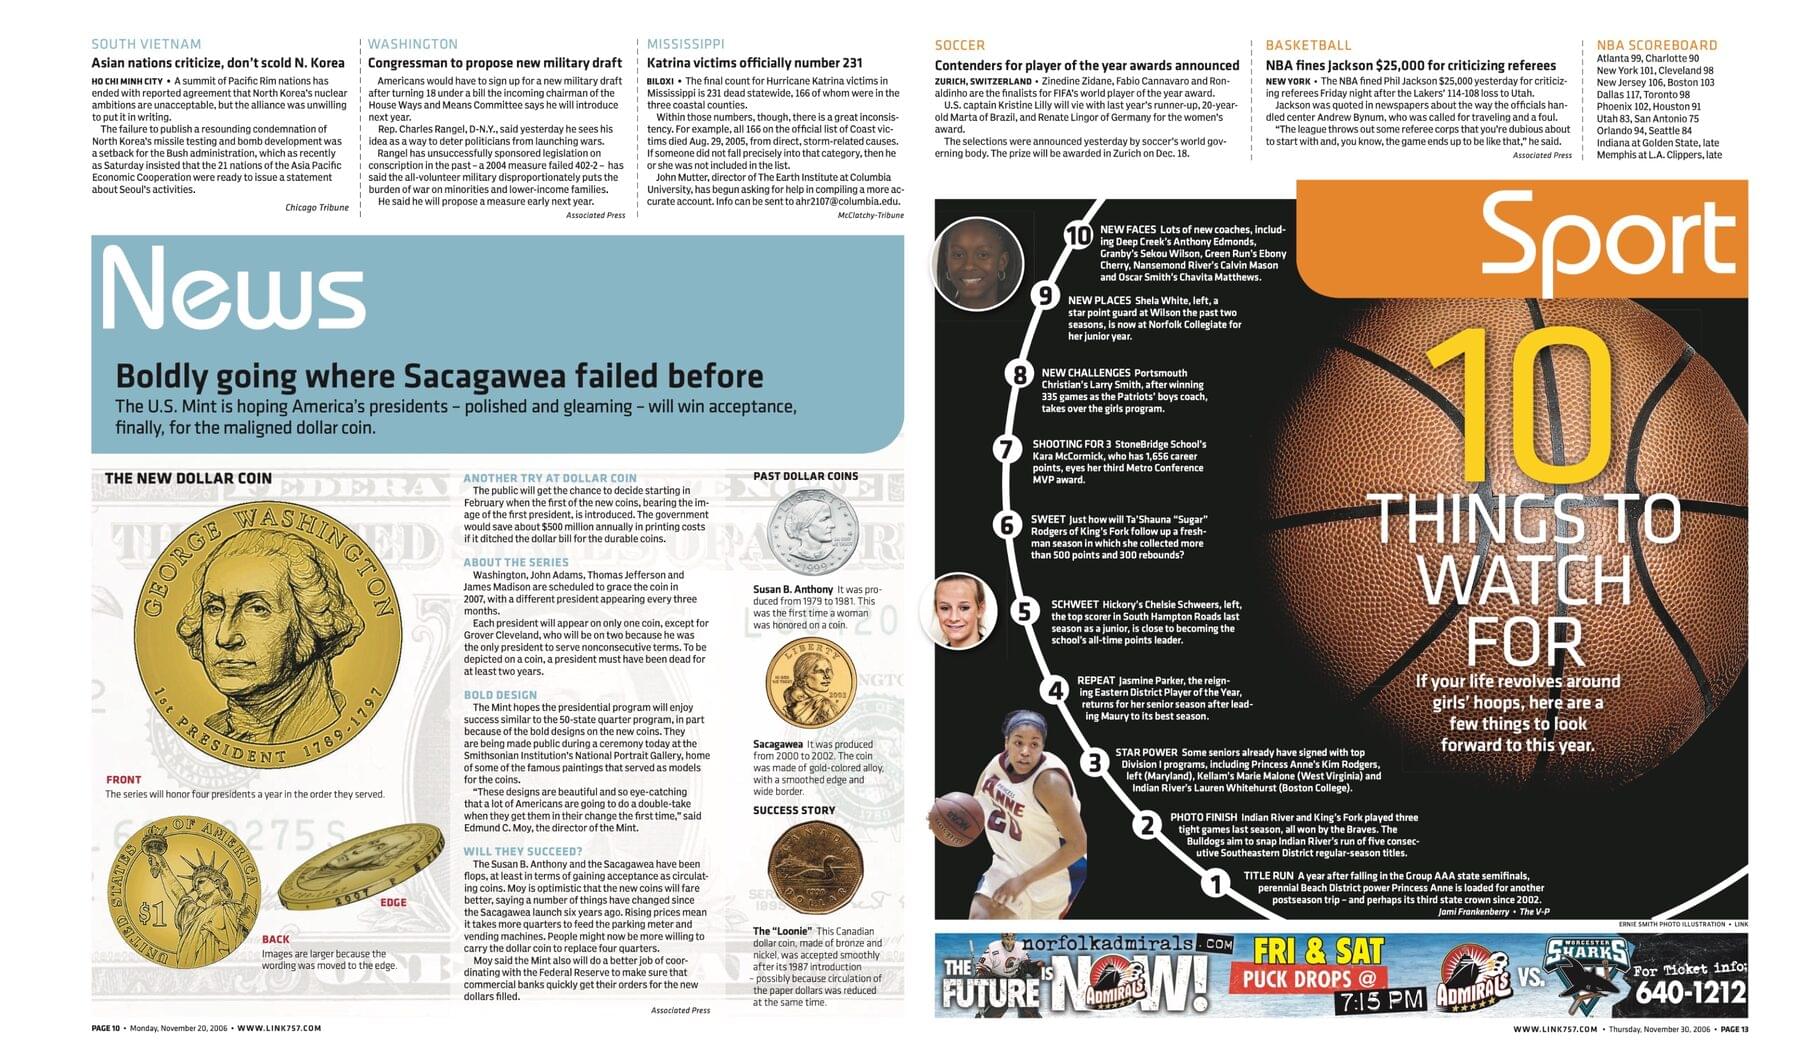 SOUTH VIETNAM
Asian nations criticize, don't scold N. Korea
HO CHI MINH CITY • A summit of Pacific Rim nations has
ended with reported agreement that North Korea's nuclear
ambitions are unacceptable, but the alliance was unwilling
to put it in writing.
The failure to publish a resounding condemnation of
North Korea's missile testing and bomb development was
a setback for the Bush administration, which as recently
as Saturday insisted that the 21 nations of the Asia Pacific
Economic Cooperation were ready to issue a statement
about Seoul's activities.
Chicago Tribune
WASHINGTON
Congressman to propose new military draft
Americans would have to sign up for a new military draft
after turning 18 under a bill the incoming chairman of the
House Ways and Means Committee says he will introduce
next year.
Rep. Charles Rangel, D-N.Y., said yesterday he sees his
idea as a way to deter politicians from launching wars.
Rangel has unsuccessfully sponsored legislation on
conscription in the past – a 2004 measure failed 402-2 – has
said the all-volunteer military disproportionately puts the
burden of war on minorities and lower-income families.
He said he will propose a measure early next year.
Associated Press
MISSISSIPPI
Katrina victims officially number 231
BILOXI • The final count for Hurricane Katrina victims in
Mississippi is 231 dead statewide, 166 of whom were in the
three coastal counties.
Within those numbers, though, there is a great inconsis-
tency. For example, all 166 on the official list of Coast vic-
tims died Aug. 29, 2005, from direct, storm-related causes.
If someone did not fall precisely into that category, then he
or she was not included in the list.
John Mutter, director of The Earth Institute at Columbia
University, has begun asking for help in compiling a more ac-
curate account. Info can be sent to ahr2107@columbia.edu.
McClatchy-Tribune
News
Boldly going where Sacagawea failed before
The U.S. Mint is hoping America's presidents – polished and gleaming – will win acceptance,
finally, for the maligned dollar coin.
THE NEW DOLLAR COIN
GEORGE WASHINGTON
1st PRESIDENT 1789-1797
FRONT
The series will honor four presidents a year in the order they served.
UNITED STATES OF AMERICA
$1
2007
EDGE
BACK
Images are larger because the
wording was moved to the edge.
ANOTHER TRY AT DOLLAR COIN
The public will get the chance to decide starting in
February when the first of the new coins, bearing the im-
age of the first president, is introduced. The government
would save about $500 million annually in printing costs
if it ditched the dollar bill for the durable coins.
ABOUT THE SERIES
Washington, John Adams, Thomas Jefferson and
James Madison are scheduled to grace the coin in
2007, with a different president appearing every three
months.
Each president will appear on only one coin, except for
Grover Cleveland, who will be on two because he was
the only president to serve nonconsecutive terms. To be
depicted on a coin, a president must have been dead for
at least two years.
BOLD DESIGN
The Mint hopes the presidential program will enjoy
success similar to the 50-state quarter program, in part
because of the bold designs on the new coins. They
are being made public during a ceremony today at the
Smithsonian Institution's National Portrait Gallery, home
of some of the famous paintings that served as models
for the coins.
"These designs are beautiful and so eye-catching
that a lot of Americans are going to do a double-take
when they get them in their change the first time," said
Edmund C. Moy, the director of the Mint.
WILL THEY SUCCEED?
The Susan B. Anthony and the Sacagawea have been
flops, at least in terms of gaining acceptance as circulat-
ing coins. Moy is optimistic that the new coins will fare
better, saying a number of things have changed since
the Sacagawea launch six years ago. Rising prices mean
it takes more quarters to feed the parking meter and
vending machines. People might now be more willing to
carry the dollar coin to replace four quarters.
Moy said the Mint also will do a better job of coor-
dinating with the Federal Reserve to make sure that
commercial banks quickly get their orders for the new
dollars filled.
Associated Press
PAST DOLLAR COINS
1999
Susan B. Anthony It was pro-
duced from 1979 to 1981. This
was the first time a woman
was honored on a coin.
LIBERTY
Sacagawea It was produced
from 2000 to 2002. The coin
was made of gold-colored alloy,
with a smoothed edge and
wide border.
SUCCESS STORY
CANADA
DOLLAR
The "Loonie" This Canadian
dollar coin, made of bronze and
nickel, was accepted smoothly
after its 1987 introduction
– possibly because circulation of
the paper dollars was reduced
at the same time.
PAGE 10 • Monday, November 20, 2006 • WWW.LINK757.COM
SOCCER
Contenders for player of the year awards announced
ZURICH, SWITZERLAND • Zinedine Zidane, Fabio Cannavaro and Ron-
aldinho are the finalists for FIFA's world player of the year award.
U.S. captain Kristine Lilly will vie with last year's runner-up, 20-year-
old Marta of Brazil, and Renate Lingor of Germany for the women's
award.
The selections were announced yesterday by soccer's world gov-
erning body. The prize will be awarded in Zurich on Dec. 18.
BASKETBALL
NBA fines Jackson $25,000 for criticizing referees
NEW YORK • The NBA fined Phil Jackson $25,000 yesterday for criticiz-
ing referees Friday night after the Lakers' 114-108 loss to Utah.
Jackson was quoted in newspapers about the way the officials han-
dled center Andrew Bynum, who was called for traveling and a foul.
"The league throws out some referee corps that you're dubious about
to start with and, you know, the game ends up to be like that," he said.
Associated Press
NBA SCOREBOARD
Atlanta 99, Charlotte 90
New York 101, Cleveland 98
New Jersey 106, Boston 103
Dallas 117, Toronto 98
Phoenix 102, Houston 91
Utah 83, San Antonio 75
Orlando 94, Seattle 84
Indiana at Golden State, late
Memphis at L.A. Clippers, late
Sport
10
THINGS TO
WATCH
FOR
If your life revolves around
girls' hoops, here are a
few things to look
forward to this year.
10 NEW FACES Lots of new coaches, includ-
ing Deep Creek's Anthony Edmonds,
Granby's Sekou Wilson, Green Run's Ebony
Cherry, Nansemond River's Calvin Mason
and Oscar Smith's Chavita Matthews.
9 NEW PLACES Shela White, left, a
star point guard at Wilson the past two
seasons, is now at Norfolk Collegiate for
her junior year.
8 NEW CHALLENGES Portsmouth
Christian's Larry Smith, after winning
335 games as the Patriots' boys coach,
takes over the girls program.
7 SHOOTING FOR 3 StoneBridge School's
Kara McCormick, who has 1,656 career
points, eyes her third Metro Conference
MVP award.
6 SWEET Just how will Ta'Shauna "Sugar"
Rodgers of King's Fork follow up a fresh-
man season in which she collected more
than 500 points and 300 rebounds?
5 SCHWEET Hickory's Chelsie Schweers, left,
the top scorer in South Hampton Roads last
season as a junior, is close to becoming the
school's all-time points leader.
4 REPEAT Jasmine Parker, the reign-
ing Eastern District Player of the Year,
returns for her senior season after lead-
ing Maury to its best season.
3 STAR POWER Some seniors already have signed with top
Division I programs, including Princess Anne's Kim Rodgers,
left (Maryland), Kellam's Marie Malone (West Virginia) and
Indian River's Lauren Whitehurst (Boston College).
2 PHOTO FINISH Indian River and King's Fork played three
tight games last season, all won by the Braves. The
Bulldogs aim to snap Indian River's run of five consec-
utive Southeastern District regular-season titles.
1 TITLE RUN A year after falling in the Group AAA state semifinals,
perennial Beach District power Princess Anne is loaded for another
postseason trip – and perhaps its third state crown since 2002.
Jami Frankenberry • The V-P
ANNE
20
ERNIE SMITH PHOTO ILLUSTRATION • LINK
norfolkadmirals.COM
THE FUTURE IS NOW!
ADMIRALS
FRI & SAT
PUCK DROPS @
7:15 PM
ADMIRALS
VS.
WORCESTER
SHARKS
For Ticket info:
640-1212
WWW.LINK757.COM • Thursday, November 30, 2006 • PAGE 13